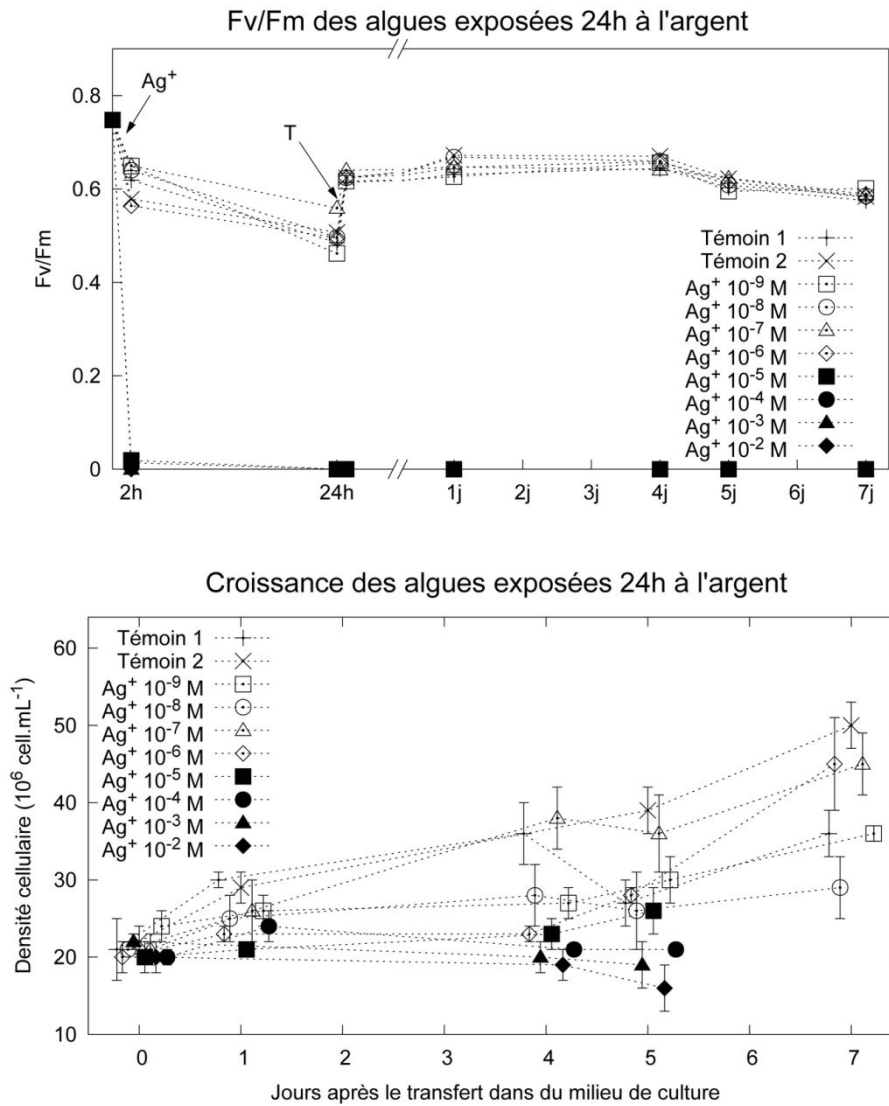 Fv/Fm des algues exposées 24h à l'argent
Fv/Fm
0.8
0.6
0.4
0.2
0
Ag⁺
T
Témoin 1
Témoin 2
Ag⁺ 10⁻⁹ M
Ag⁺ 10⁻⁸ M
Ag⁺ 10⁻⁷ M
Ag⁺ 10⁻⁶ M
Ag⁺ 10⁻⁵ M
Ag⁺ 10⁻⁴ M
Ag⁺ 10⁻³ M
Ag⁺ 10⁻² M
2h 24h 1j 2j 3j 4j 5j 6j 7j
Croissance des algues exposées 24h à l'argent
Densité cellulaire (10⁶ cell.mL⁻¹)
60
50
40
30
20
10
Témoin 1
Témoin 2
Ag⁺ 10⁻⁹ M
Ag⁺ 10⁻⁸ M
Ag⁺ 10⁻⁷ M
Ag⁺ 10⁻⁶ M
Ag⁺ 10⁻⁵ M
Ag⁺ 10⁻⁴ M
Ag⁺ 10⁻³ M
Ag⁺ 10⁻² M
0 1 2 3 4 5 7
Jours après le transfert dans du milieu de culture